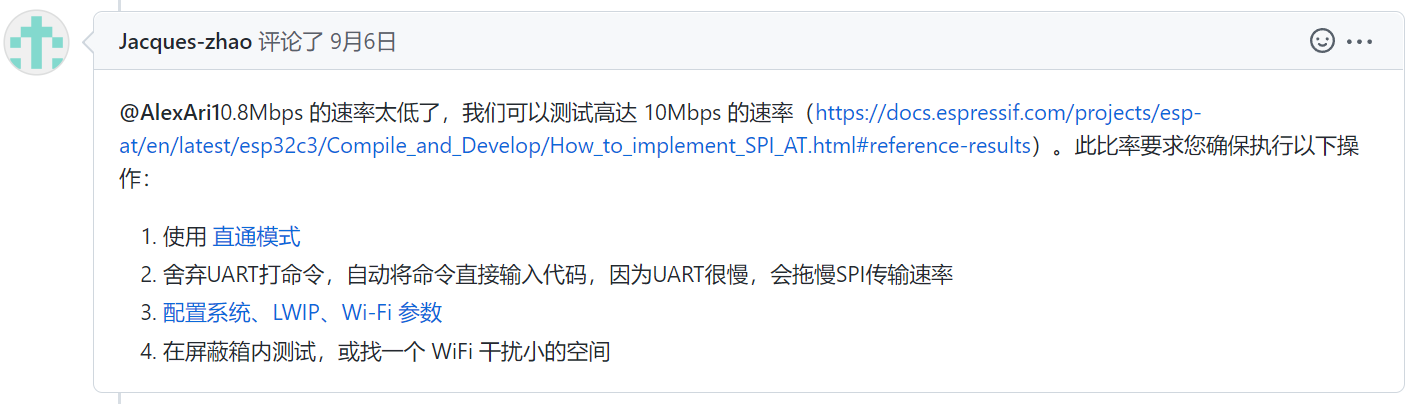 Jacques-zhao 评论了 9月6日
@AlexAri10.8Mbps 的速率太低了，我们可以测试高达 10Mbps 的速率（https://docs.espressif.com/projects/esp-
at/en/latest/esp32c3/Compile_and_Develop/How_to_implement_SPI_AT.html#reference-results）。此比率要求您确保执行以下操
作：
1. 使用 直通模式
2. 舍弃UART打命令，自动将命令直接输入代码，因为UART很慢，会拖慢SPI传输速率
3. 配置系统、LWIP、Wi-Fi 参数
4. 在屏蔽箱内测试，或找一个 WiFi 干扰小的空间